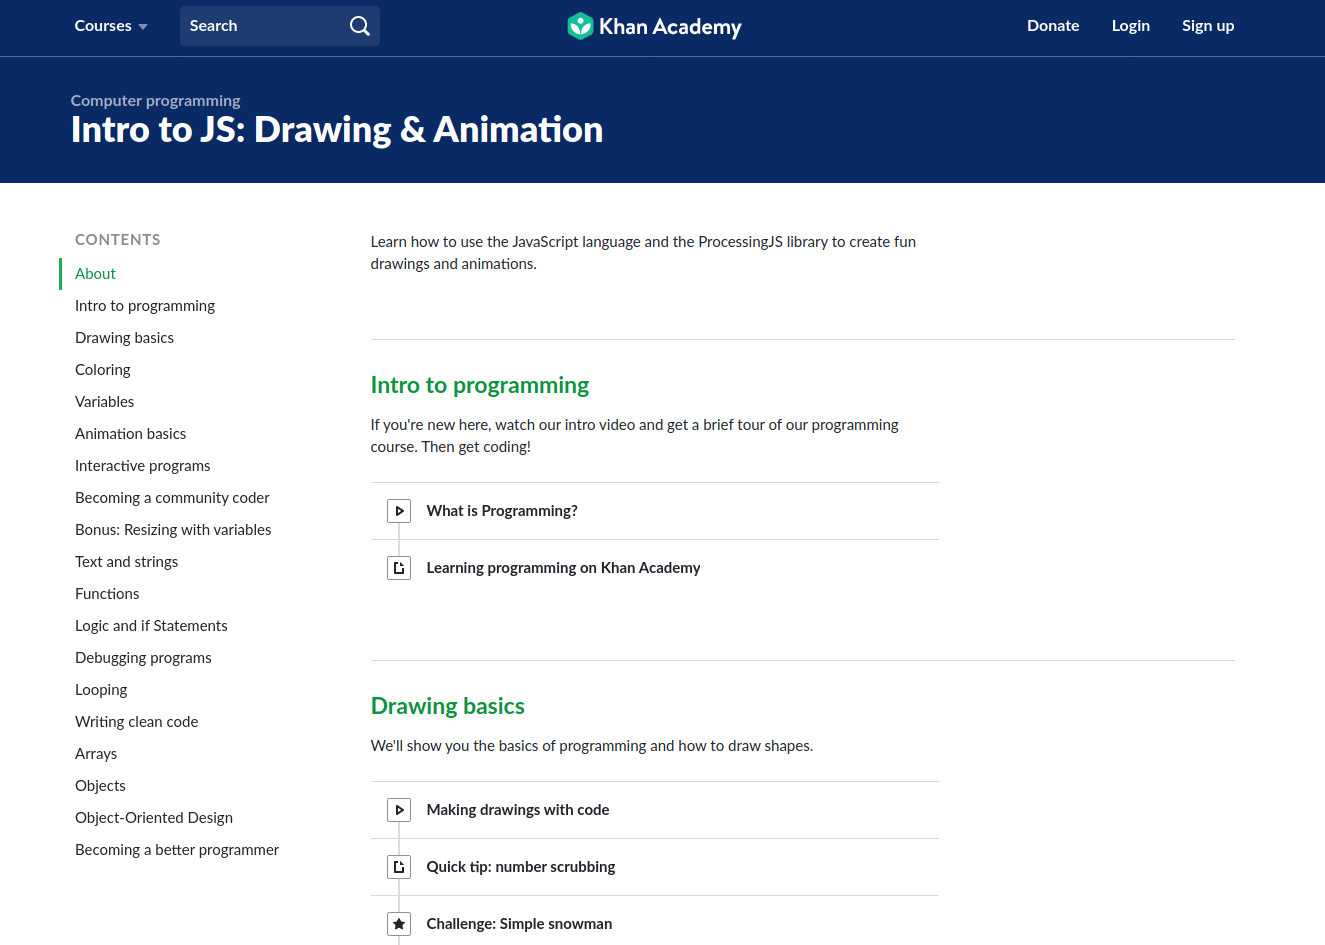 Courses
Search
Khan Academy
Donate
Login
Sign up
Computer programming
Intro to JS: Drawing & Animation
CONTENTS
About
Intro to programming
Drawing basics
Coloring
Variables
Animation basics
Interactive programs
Becoming a community coder
Bonus: Resizing with variables
Text and strings
Functions
Logic and if Statements
Debugging programs
Looping
Writing clean code
Arrays
Objects
Object-Oriented Design
Becoming a better programmer
Learn how to use the JavaScript language and the ProcessingJS library to create fun
drawings and animations.
Intro to programming
If you're new here, watch our intro video and get a brief tour of our programming
course. Then get coding!
What is Programming?
Learning programming on Khan Academy
Drawing basics
We'll show you the basics of programming and how to draw shapes.
Making drawings with code
Quick tip: number scrubbing
Challenge: Simple snowman